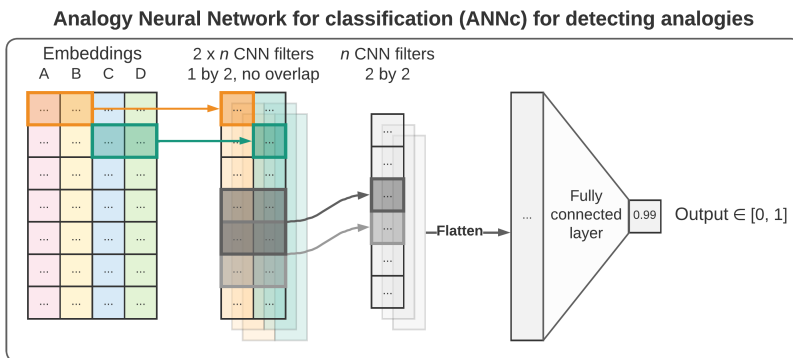 Analogy Neural Network for classification (ANNc) for detecting analogies
Embeddings
A B C D
2 x n CNN filters
1 by 2, no overlap
n CNN filters
2 by 2
... ... ... ... ... ... ...
... ... ... ... ... ... ...
... ... ... ... ... ... ...
... ... ... ... ... ... ...
... ... ... ... ... ... ...
... ... ... ... ... ... ...
... ... ... ... ... ...
Flatten
...
Fully
connected
layer
0.99
Output ∈ [0, 1]